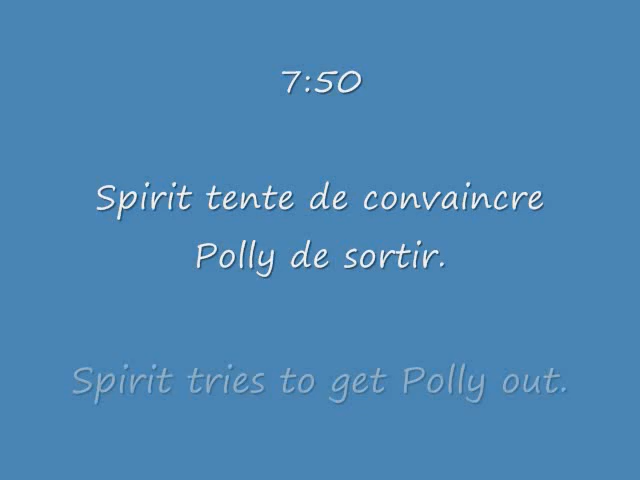 7:50
Spirit tente de convaincre
Polly de sortir.
Spirit tries to get Polly out.